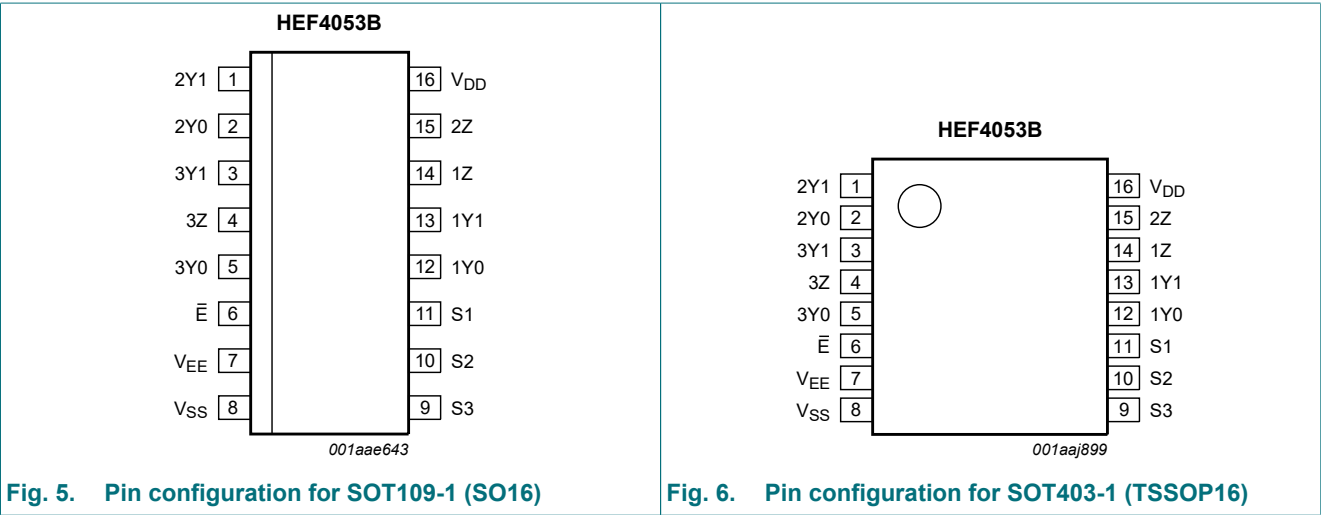 HEF4053B
2Y1 1 16 VDD
2Y0 2 15 2Z
3Y1 3 14 1Z
3Z 4 13 1Y1
3Y0 5 12 1Y0
Ē 6 11 S1
VEE 7 10 S2
VSS 8 9 S3
001aae643
Fig. 5. Pin configuration for SOT109-1 (SO16)
HEF4053B
2Y1 1 16 VDD
2Y0 2 15 2Z
3Y1 3 14 1Z
3Z 4 13 1Y1
3Y0 5 12 1Y0
Ē 6 11 S1
VEE 7 10 S2
VSS 8 9 S3
001aaj899
Fig. 6. Pin configuration for SOT403-1 (TSSOP16)